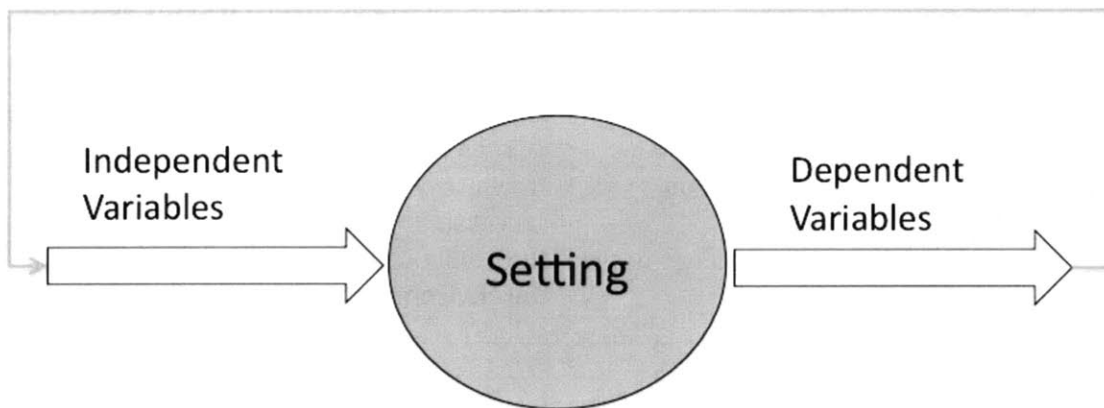 Independent
Variables
Setting
Dependent
Variables